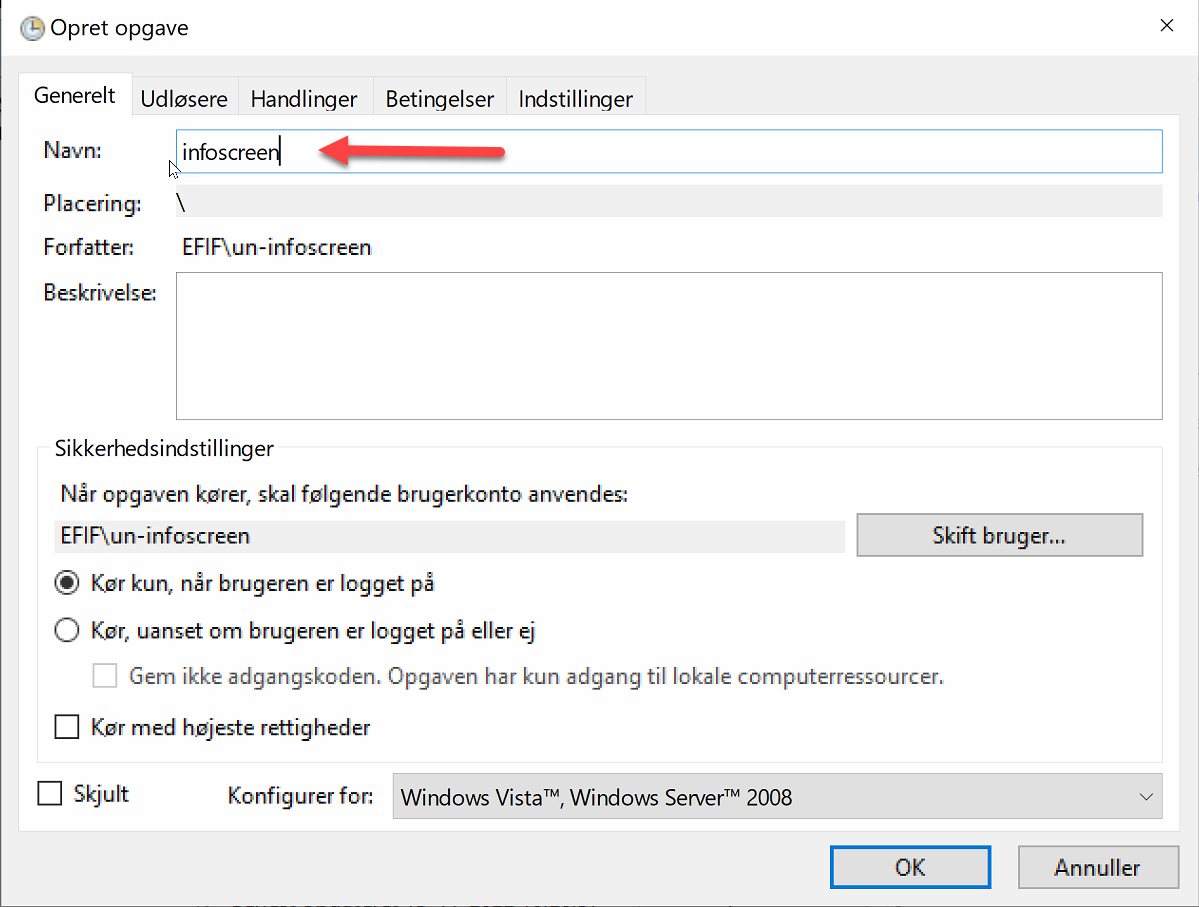 Opret opgave
Generelt Udløsere Handlinger Betingelser Indstillinger
Navn: infoscreen
Placering: \
Forfatter: EFIF\un-infoscreen
Beskrivelse:
Sikkerhedsindstillinger
Når opgaven kører, skal følgende brugerkonto anvendes:
EFIF\un-infoscreen Skift bruger...
Kør kun, når brugeren er logget på
Kør, uanset om brugeren er logget på eller ej
Gem ikke adgangskoden. Opgaven har kun adgang til lokale computerressourcer.
Kør med højeste rettigheder
Skjult Konfigurer for: Windows Vista™, Windows Server™ 2008
OK Annuller